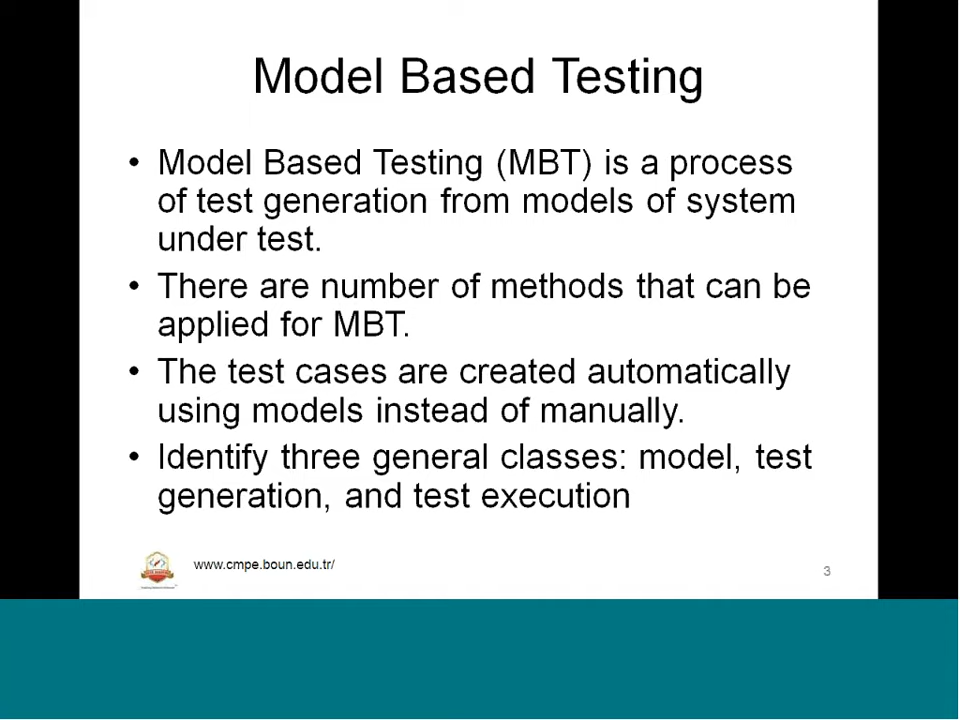 Model Based Testing
• Model Based Testing (MBT) is a process
of test generation from models of system
under test.
• There are number of methods that can be
applied for MBT.
• The test cases are created automatically
using models instead of manually.
• Identify three general classes: model, test
generation, and test execution
www.cmpe.boun.edu.tr/
3